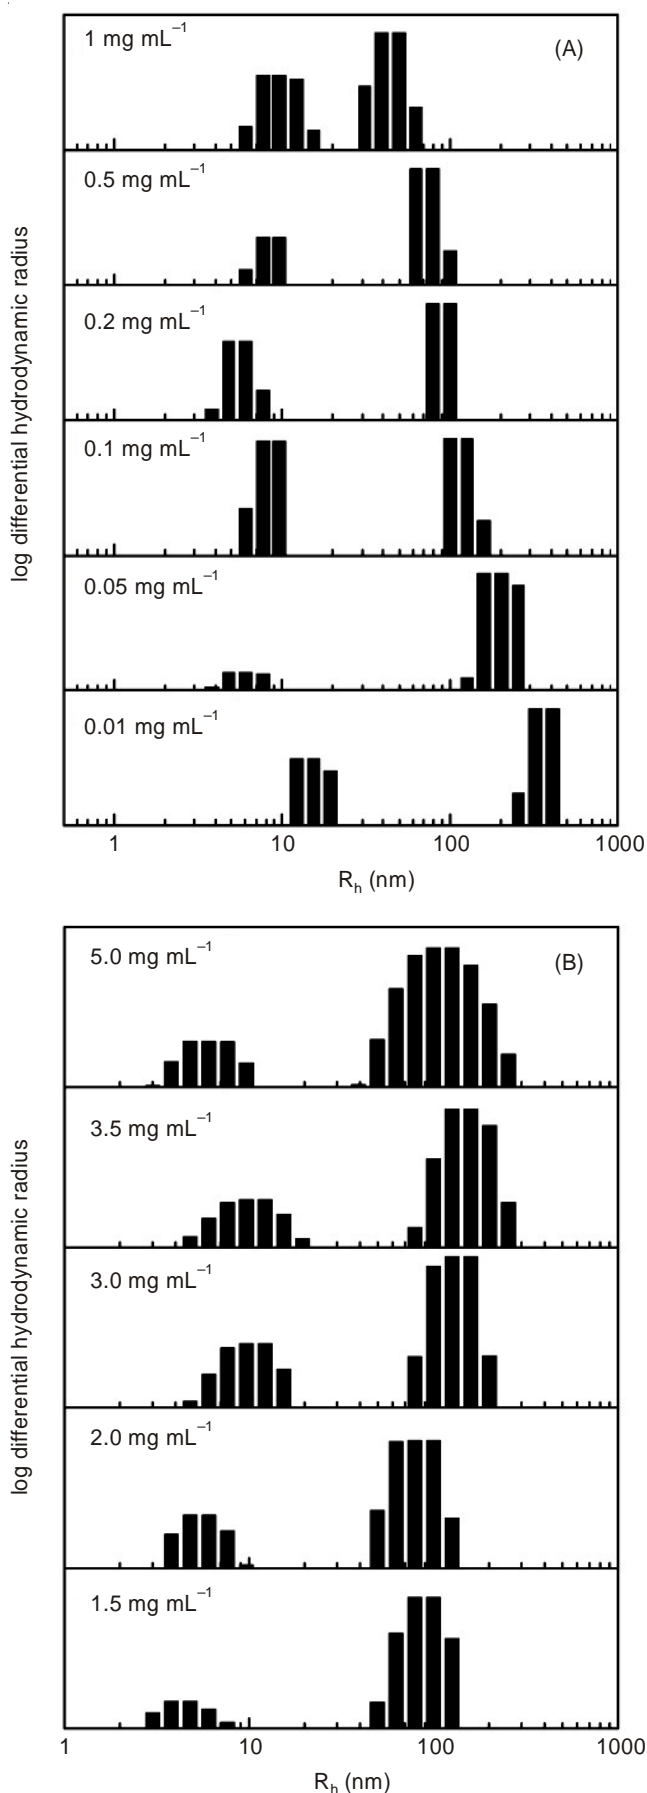 1 mg mL⁻¹
(A)
0.5 mg mL⁻¹
0.2 mg mL⁻¹
0.1 mg mL⁻¹
0.05 mg mL⁻¹
0.01 mg mL⁻¹
log differential hydrodynamic radius
1 10 100 1000
Rₕ (nm)
5.0 mg mL⁻¹
(B)
3.5 mg mL⁻¹
3.0 mg mL⁻¹
2.0 mg mL⁻¹
1.5 mg mL⁻¹
log differential hydrodynamic radius
1 10 100 1000
Rₕ (nm)